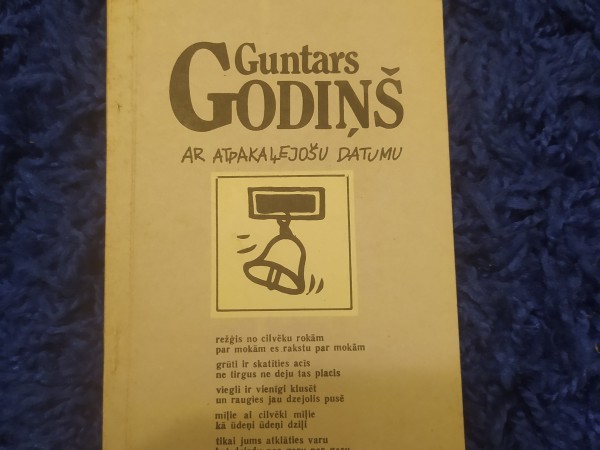 Guntars
GODIŅŠ
AR ATPAKAĻEJOŠU DATUMU
režģis no cilvēku rokām
par mokām es rakstu par mokām
grūti ir skatīties acis
ne tirgus ne deju tas placis
viegli ir vienīgi klusēt
un raugies jau dzejolis pusē
mīļie ai cilvēki mīļie
kā ūdeņi ūdeņi dziļi
tikai jums atklāties varu